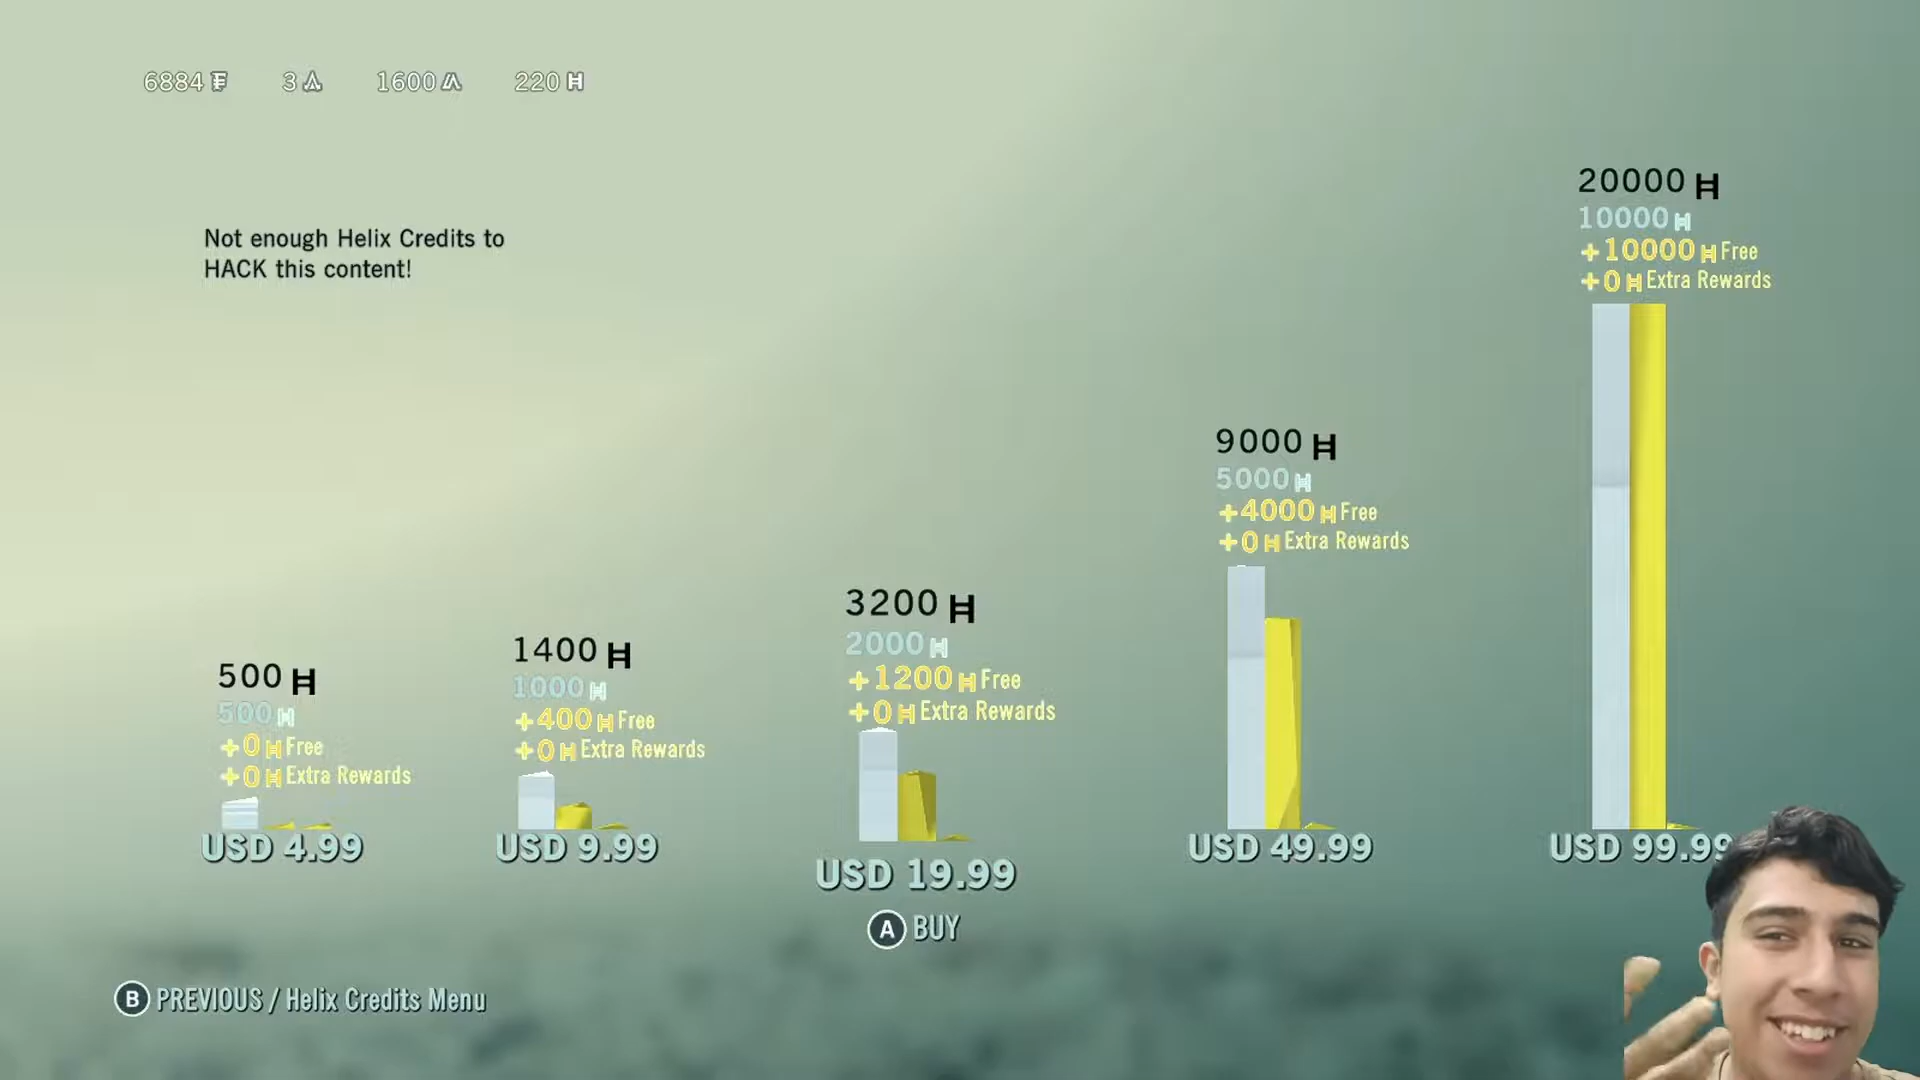 6884 3 1600 220 H
Not enough Helix Credits to
HACK this content!
20000 H
10000 H
+10000 H Free
+0 H Extra Rewards
9000 H
5000 H
+4000 H Free
+0 H Extra Rewards
3200 H
2000 H
+1200 H Free
+0 H Extra Rewards
1400 H
1000 H
+400 H Free
+0 H Extra Rewards
500 H
500 H
+0 H Free
+0 H Extra Rewards
USD 4.99
USD 9.99
USD 19.99
USD 49.99
USD 99.99
A BUY
B PREVIOUS / Helix Credits Menu